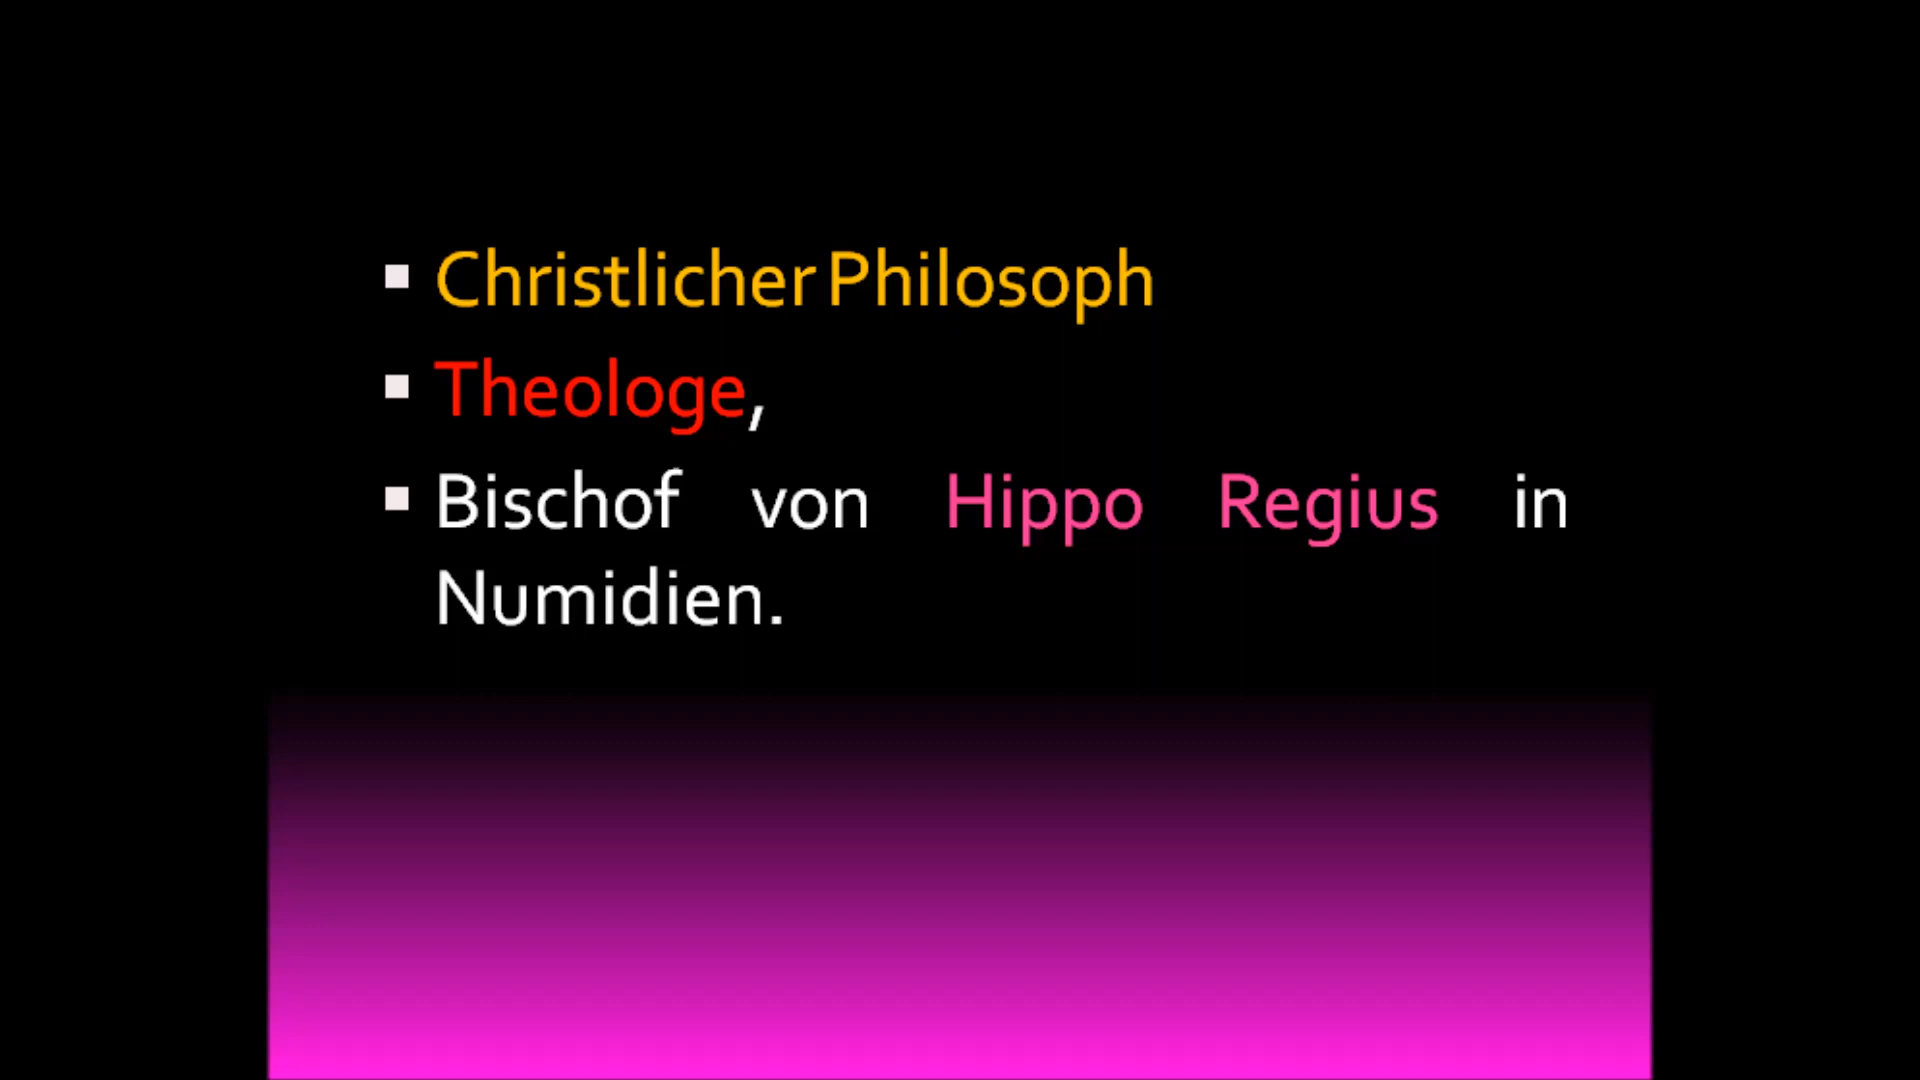 ▪ Christlicher Philosoph
▪ Theologe,
▪ Bischof von Hippo Regius in
Numidien.